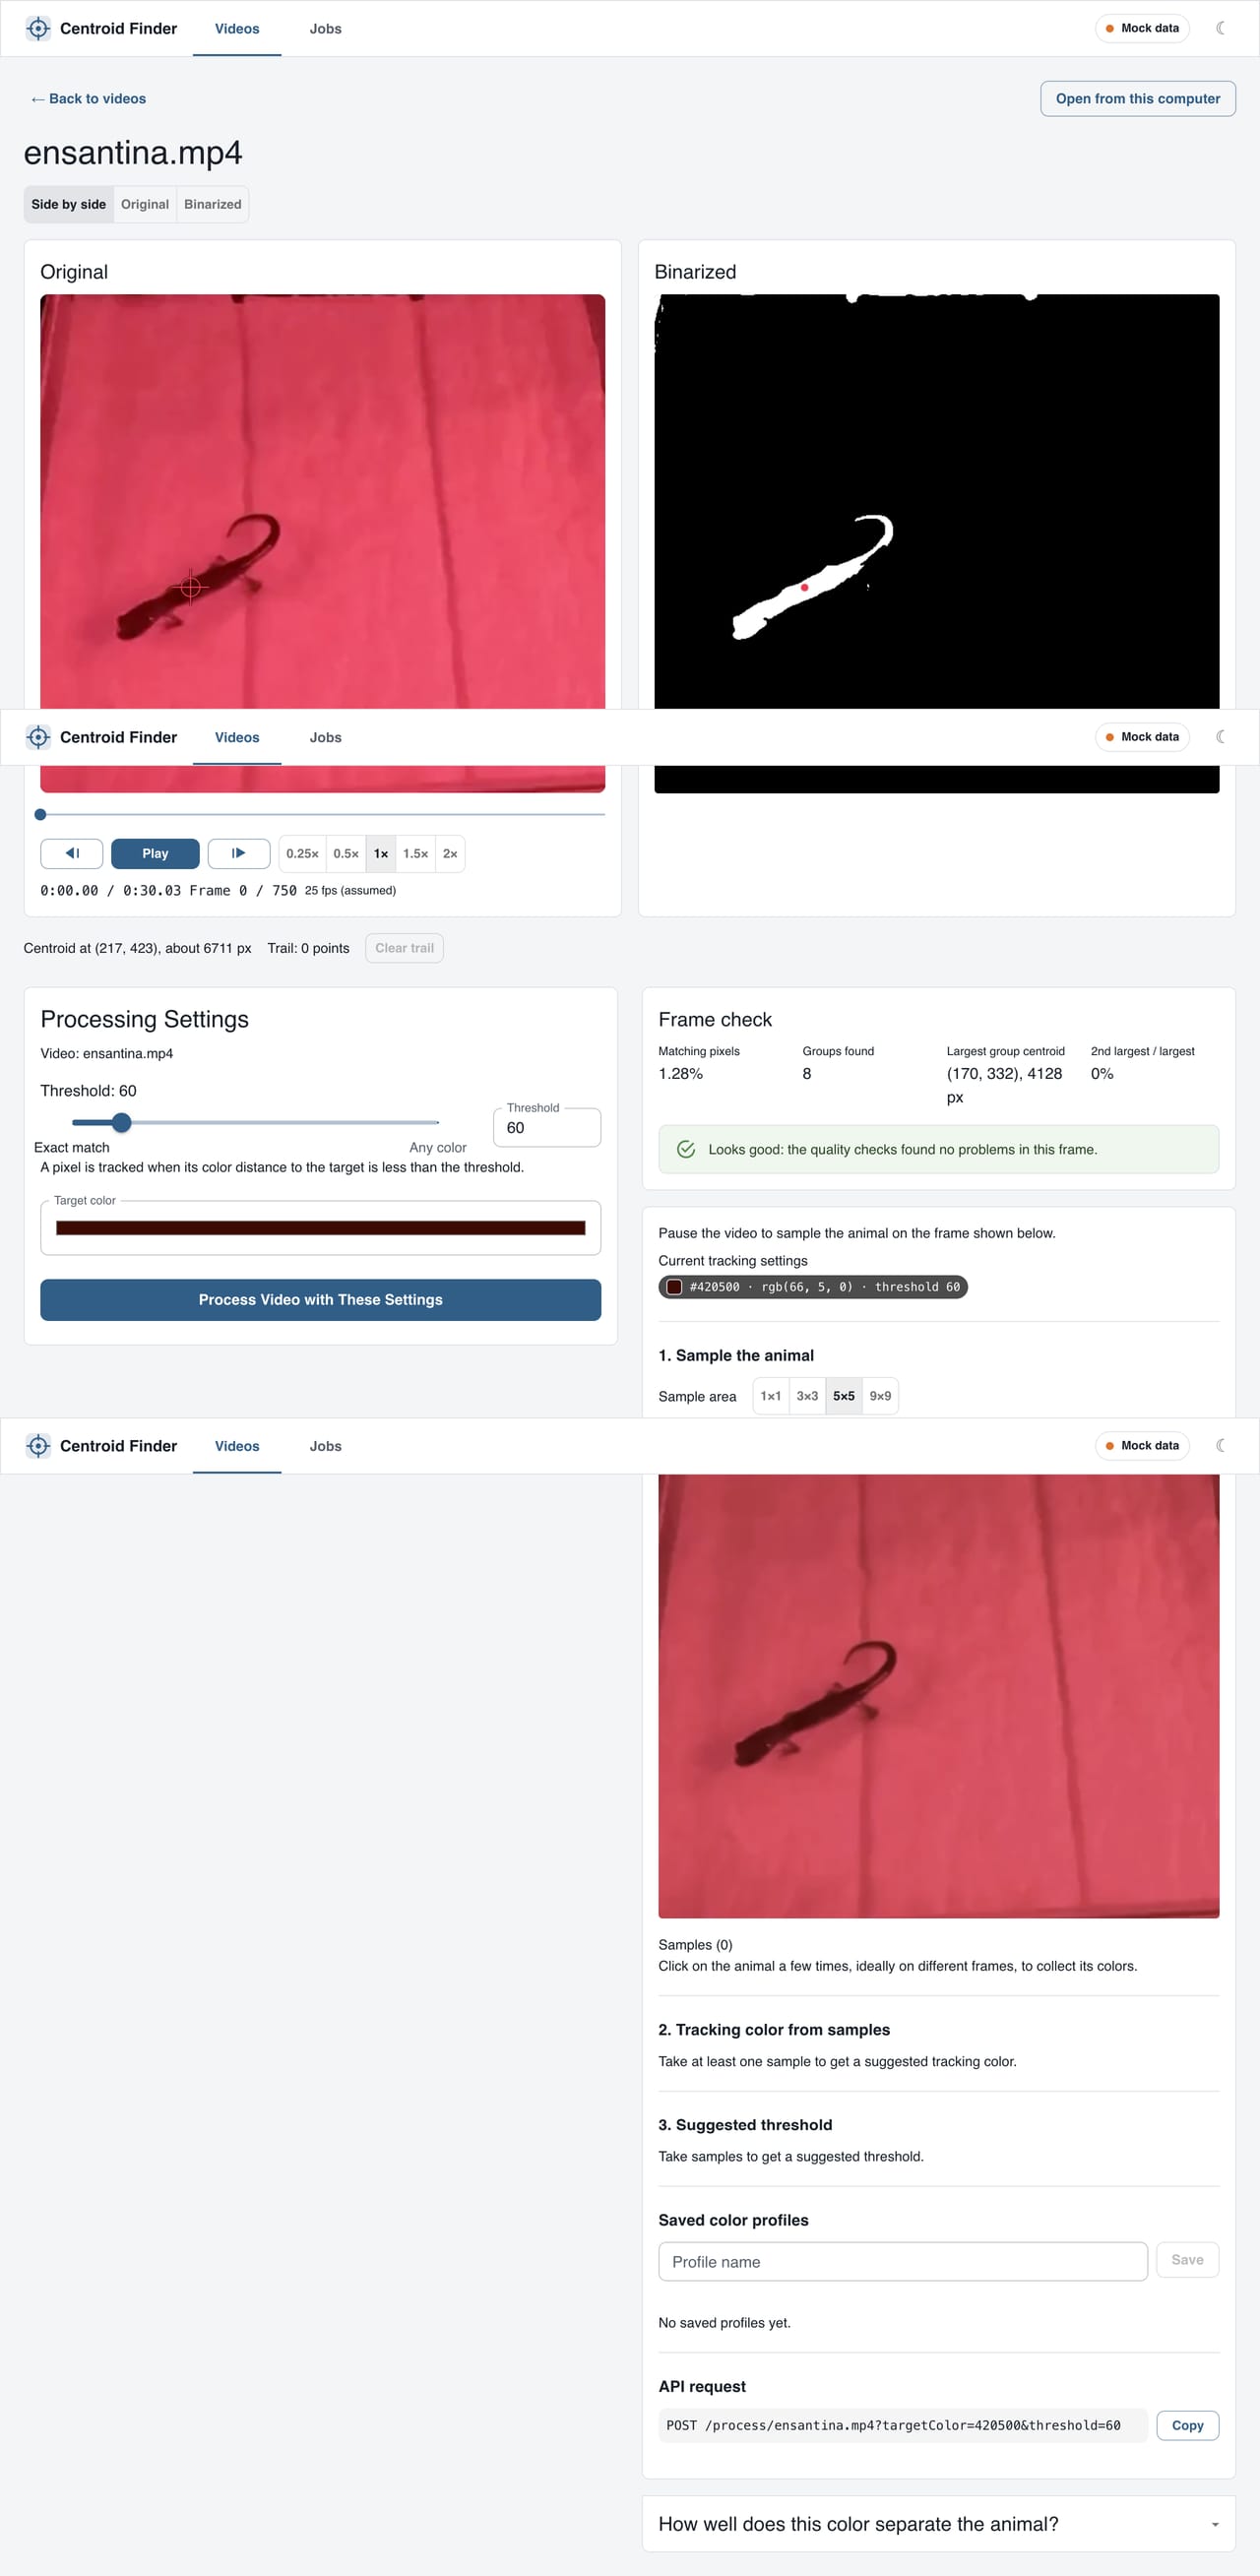 Centroid Finder Videos Jobs Mock data
← Back to videos Open from this computer
ensantina.mp4
Side by side Original Binarized
Original Binarized
Centroid Finder Videos Jobs Mock data
Play 0.25× 0.5× 1× 1.5× 2×
0:00.00 / 0:30.03 Frame 0 / 750 25 fps (assumed)
Centroid at (217, 423), about 6711 px Trail: 0 points Clear trail
Processing Settings
Video: ensantina.mp4
Threshold: 60
Threshold
60
Exact match Any color
A pixel is tracked when its color distance to the target is less than the threshold.
Target color
Process Video with These Settings
Frame check
Matching pixels Groups found Largest group centroid 2nd largest / largest
1.28% 8 (170, 332), 4128 px 0%
Looks good: the quality checks found no problems in this frame.
Pause the video to sample the animal on the frame shown below.
Current tracking settings
#420500 · rgb(66, 5, 0) · threshold 60
1. Sample the animal
Sample area 1×1 3×3 5×5 9×9
Centroid Finder Videos Jobs Mock data
Samples (0)
Click on the animal a few times, ideally on different frames, to collect its colors.
2. Tracking color from samples
Take at least one sample to get a suggested tracking color.
3. Suggested threshold
Take samples to get a suggested threshold.
Saved color profiles
Profile name Save
No saved profiles yet.
API request
POST /process/ensantina.mp4?targetColor=420500&threshold=60 Copy
How well does this color separate the animal?